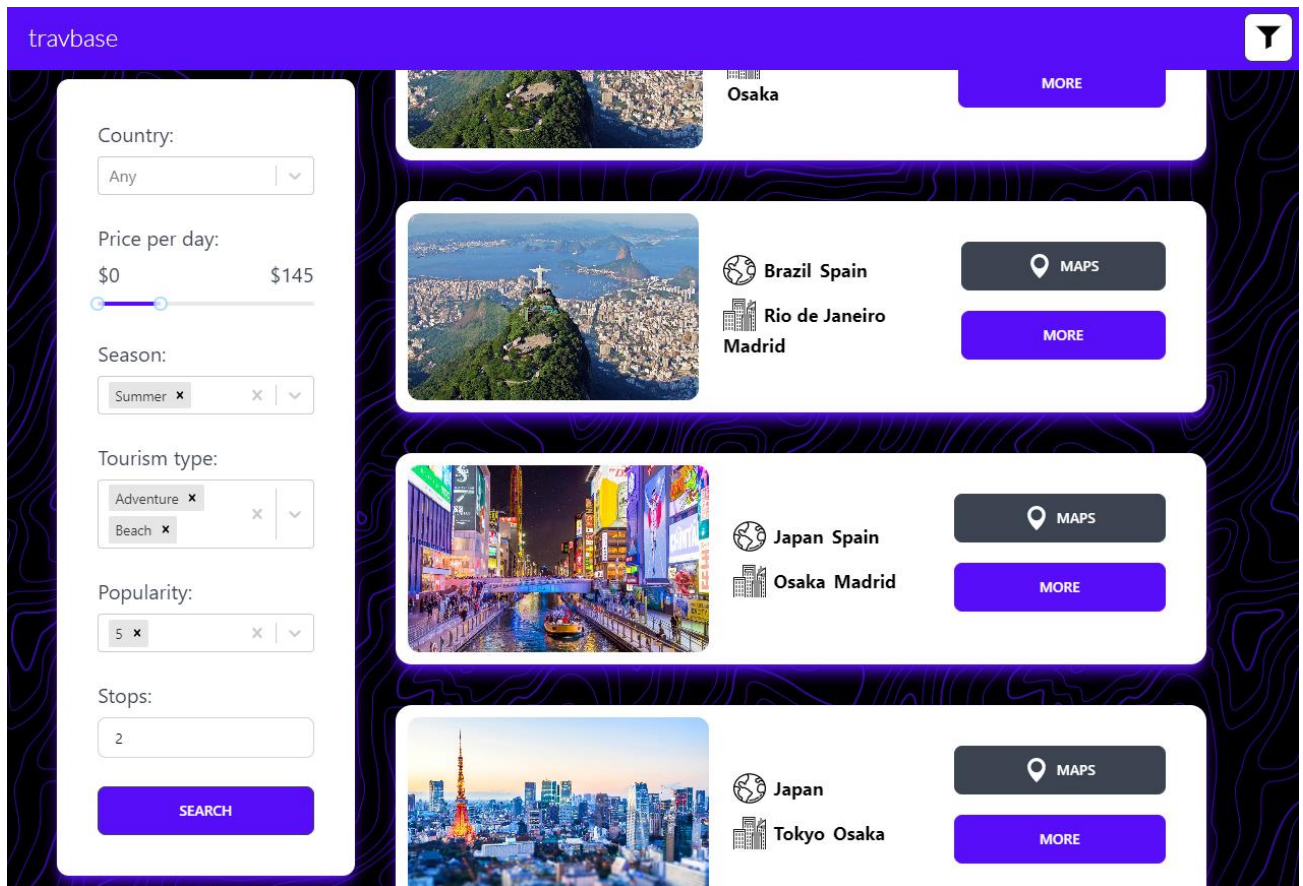 travbase
Country:
Any
Price per day:
$0 $145
Season:
Summer ×
Tourism type:
Adventure ×
Beach ×
Popularity:
5 ×
Stops:
2
SEARCH
Osaka
MORE
Brazil Spain
Rio de Janeiro
Madrid
MAPS
MORE
Japan Spain
Osaka Madrid
MAPS
MORE
Japan
Tokyo Osaka
MAPS
MORE